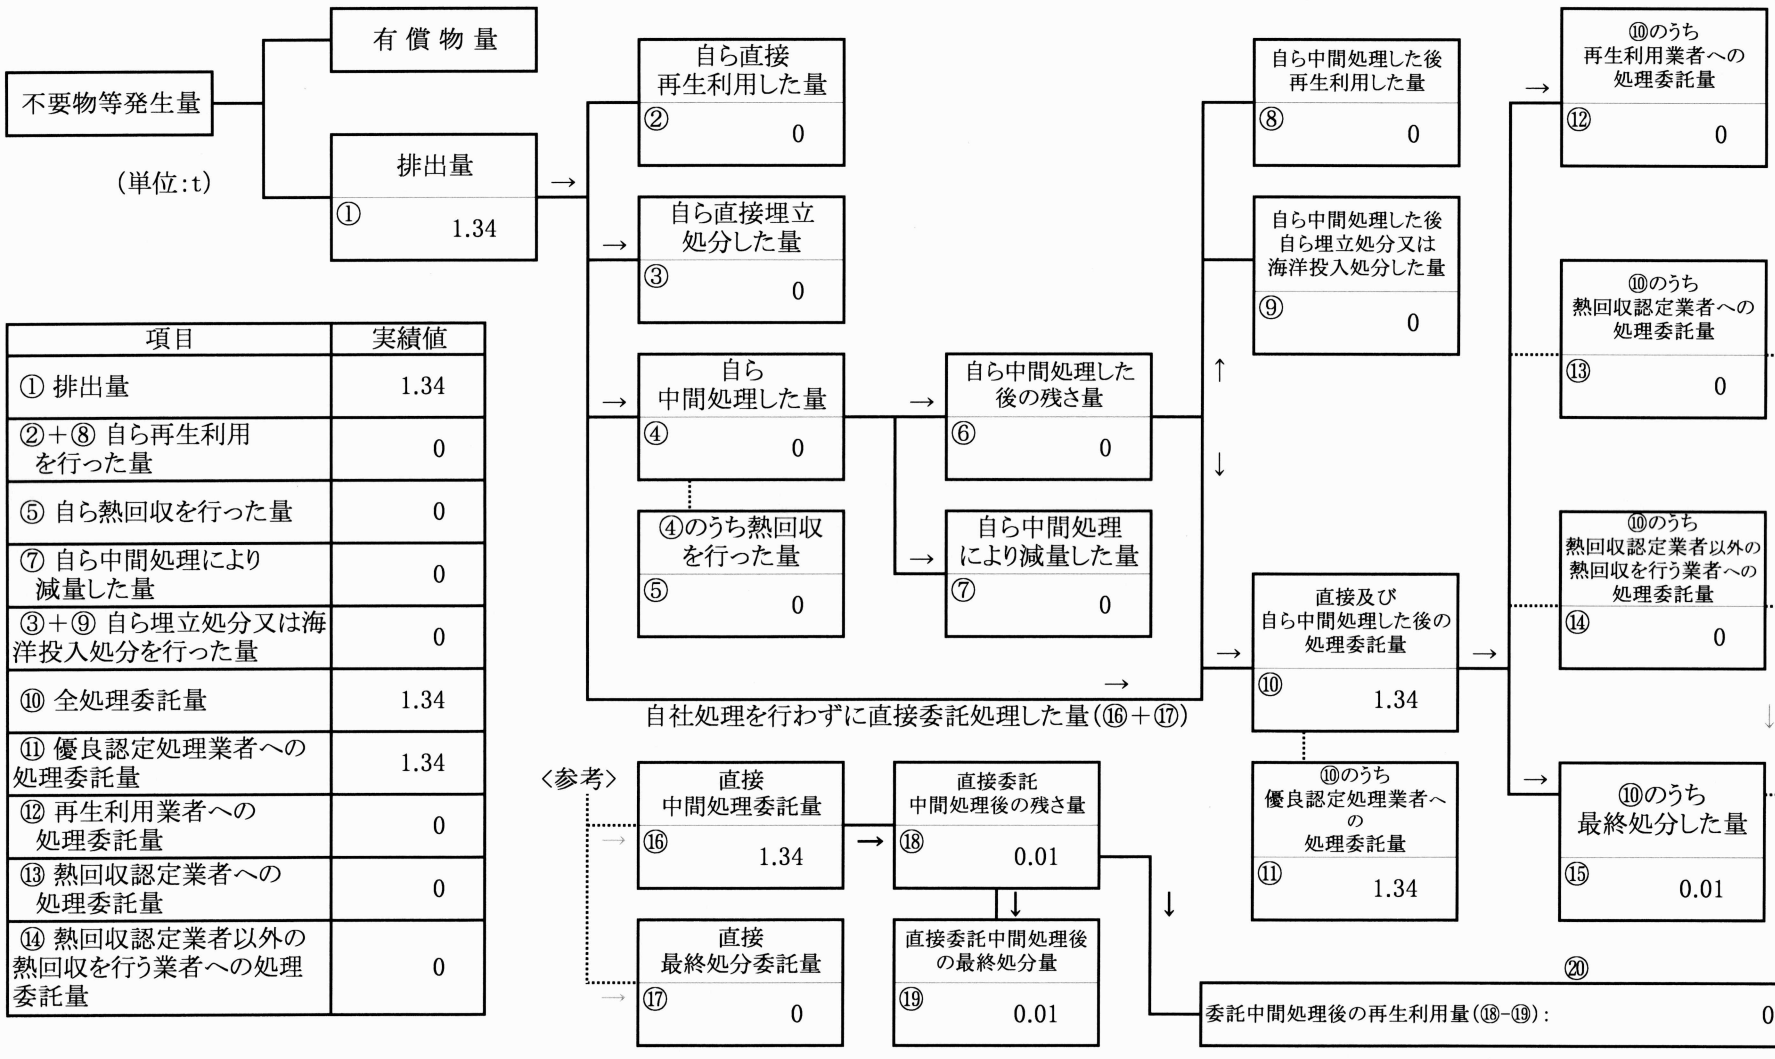 有償物量
不要物等発生量
(単位:t)
排出量
①
1.34
自ら直接
再生利用した量
②
0
自ら直接埋立
処分した量
③
0
自ら
中間処理した量
④
0
④のうち熱回収
を行った量
⑤
0
自ら中間処理した
後の残さ量
⑥
0
自ら中間処理
により減量した量
⑦
0
自ら中間処理した後
再生利用した量
⑧
0
自ら中間処理した後
自ら埋立処分又は
海洋投入処分した量
⑨
0
直接及び
自ら中間処理した後の
処理委託量
⑩
1.34
⑩のうち
優良認定処理業者へ
の
処理委託量
⑪
1.34
⑩のうち
再生利用業者への
処理委託量
⑫
0
⑩のうち
熱回収認定業者への
処理委託量
⑬
0
⑩のうち
熱回収認定業者以外の
熱回収を行う業者への
処理委託量
⑭
0
⑩のうち
最終処分した量
⑮
0.01
自社処理を行わずに直接委託処理した量(⑯+⑰)
<参考>
直接
中間処理委託量
⑯
1.34
直接
最終処分委託量
⑰
0
直接委託
中間処理後の残さ量
⑱
0.01
直接委託中間処理後
の最終処分量
⑲
0.01
⑳
委託中間処理後の再生利用量(⑱-⑲): 0
項目 実績値
① 排出量 1.34
②+⑧ 自ら再生利用
を行った量 0
⑤ 自ら熱回収を行った量 0
⑦ 自ら中間処理により
減量した量 0
③+⑨ 自ら埋立処分又は海
洋投入処分を行った量 0
⑩ 全処理委託量 1.34
⑪ 優良認定処理業者への
処理委託量 1.34
⑫ 再生利用業者への
処理委託量 0
⑬ 熱回収認定業者への
処理委託量 0
⑭ 熱回収認定業者以外の
熱回収を行う業者への処理
委託量 0